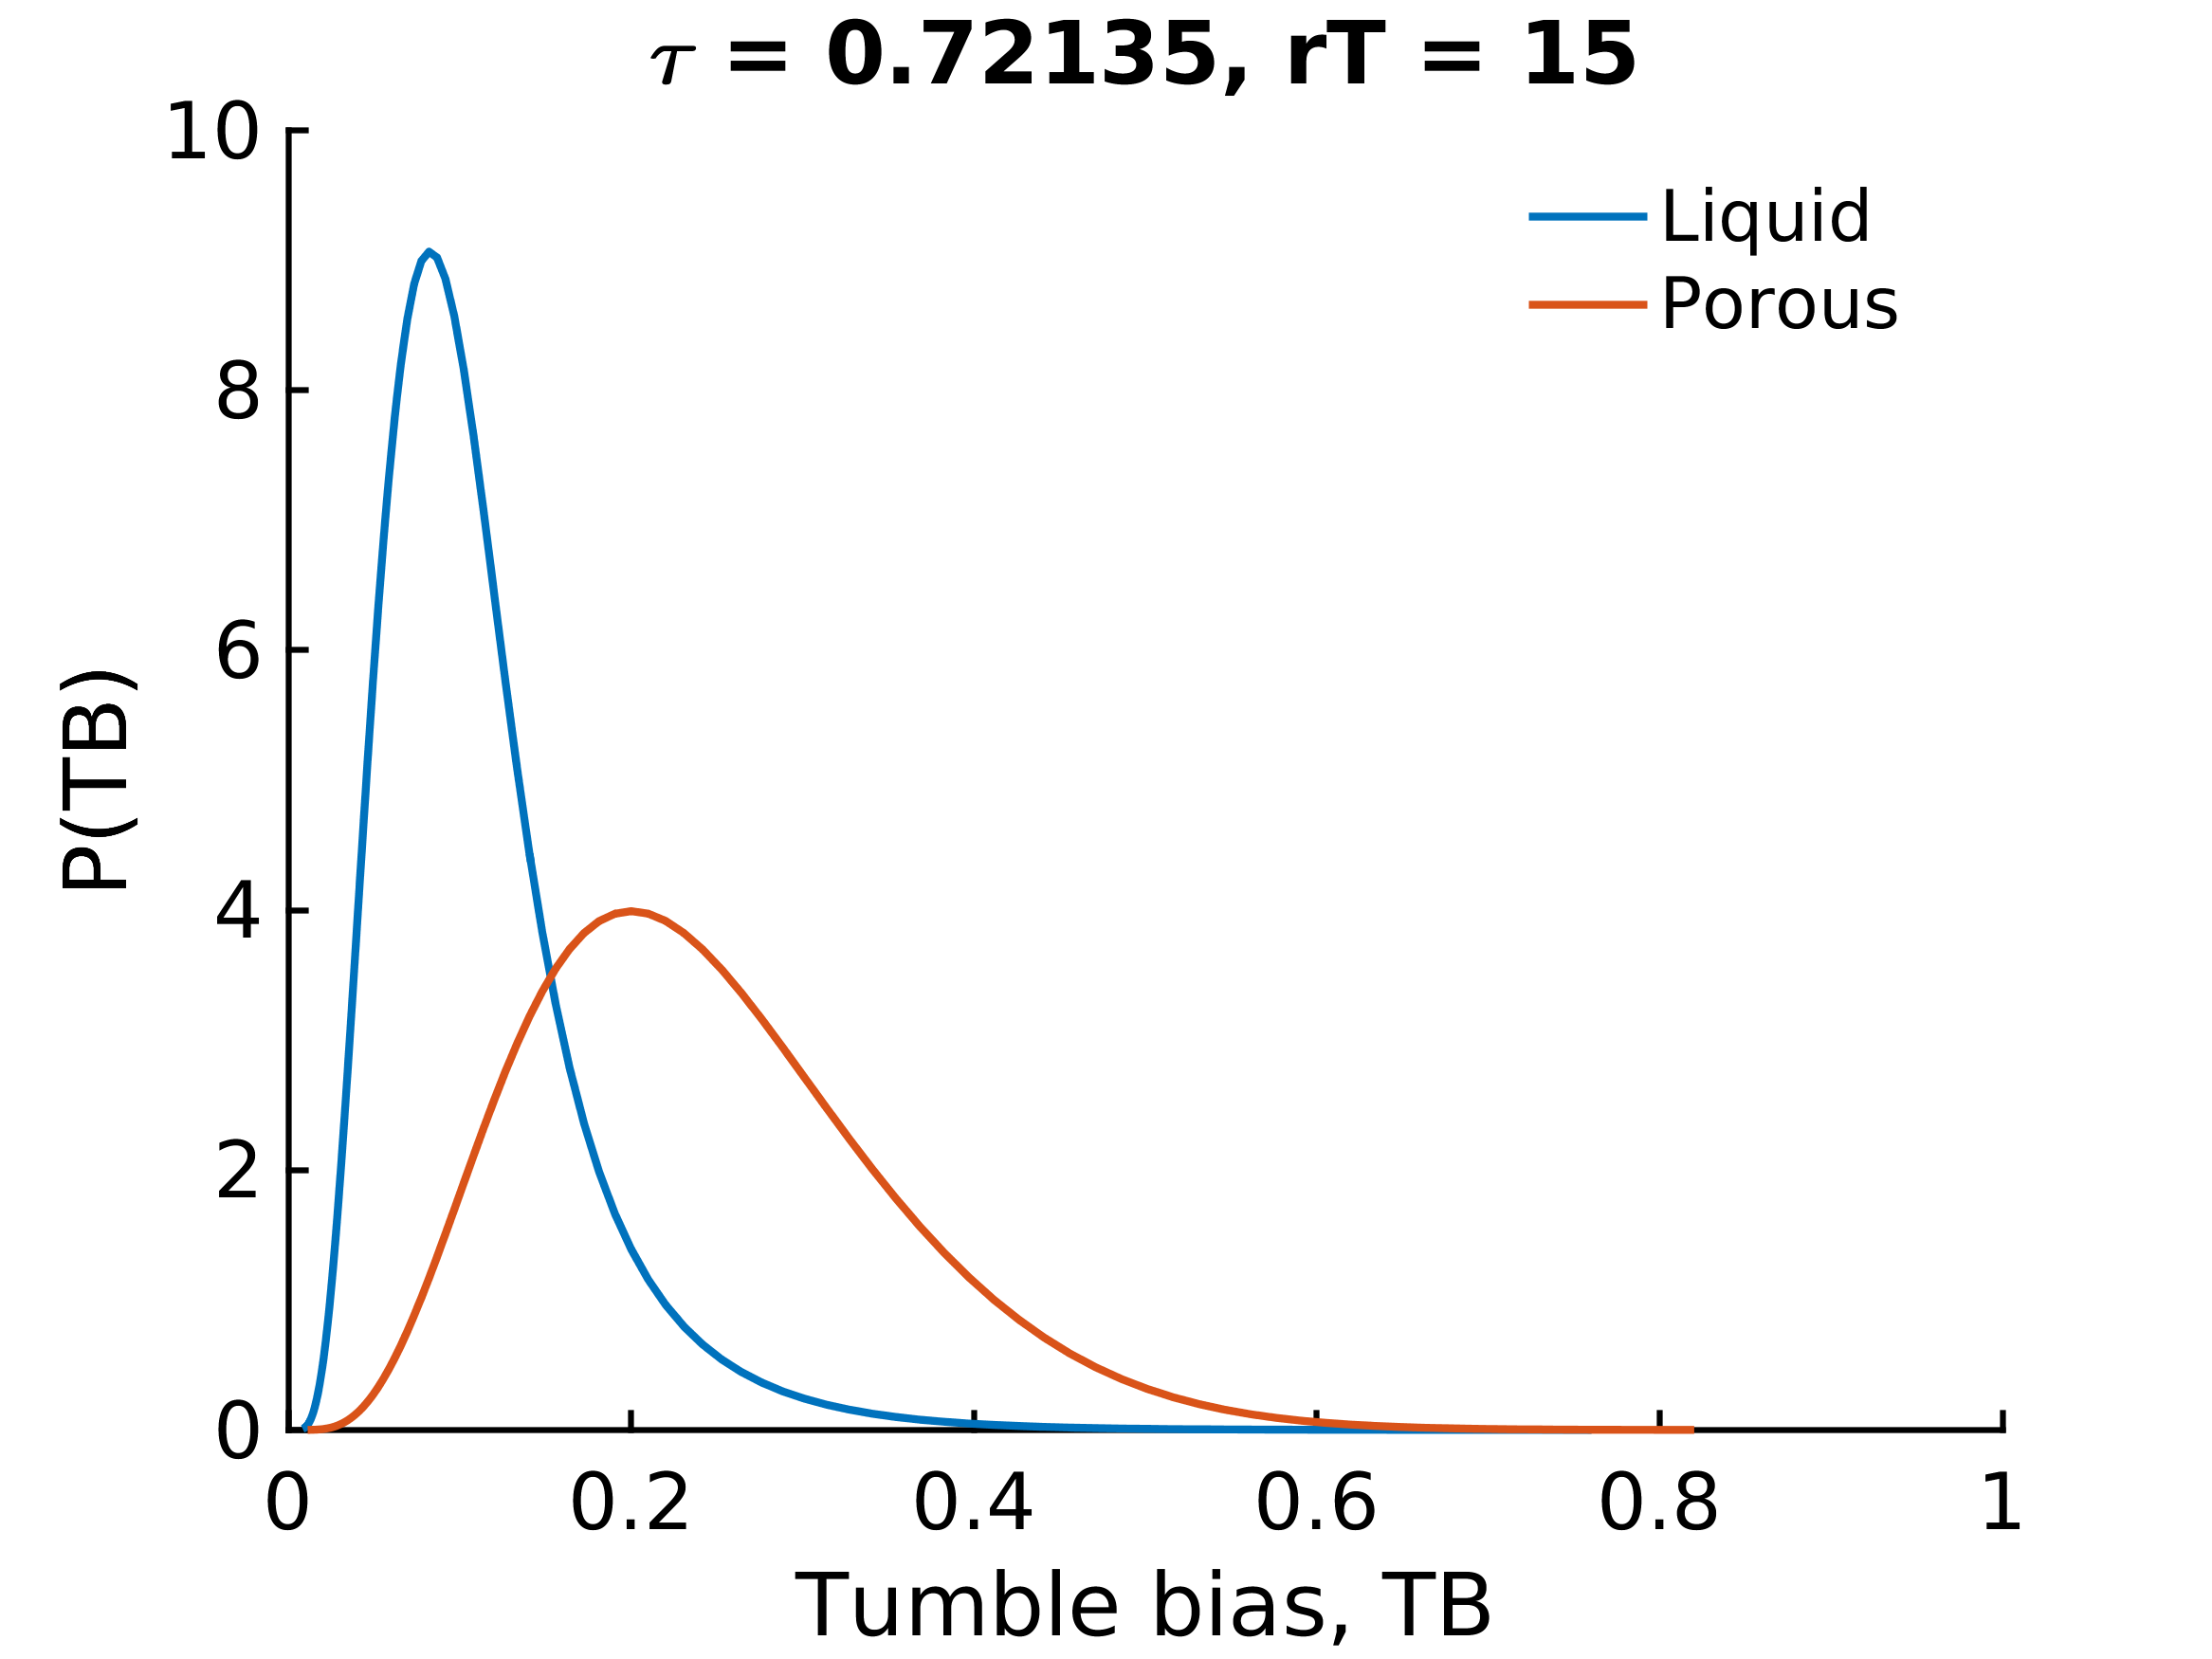 τ = 0.72135, rT = 15
10
8
6
4
2
0
P(TB)
Liquid
Porous
0 0.2 0.4 0.6 0.8 1
Tumble bias, TB